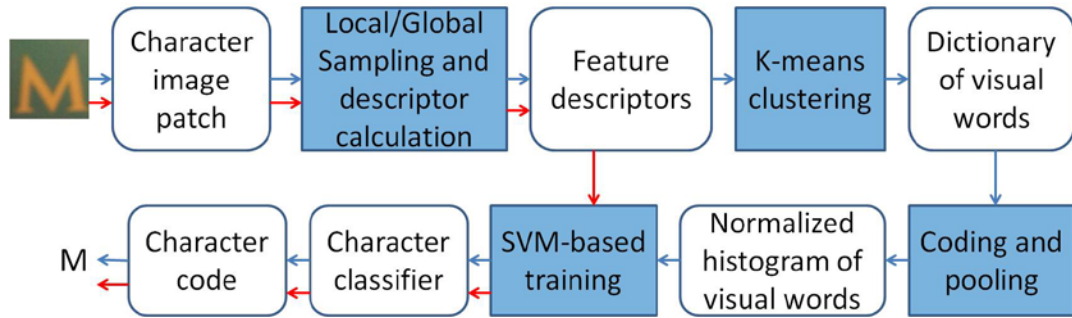 M
Character
image
patch
Local/Global
Sampling and
descriptor
calculation
Feature
descriptors
K-means
clustering
Dictionary
of visual
words
M
Character
code
Character
classifier
SVM-based
training
Normalized
histogram of
visual words
Coding and
pooling